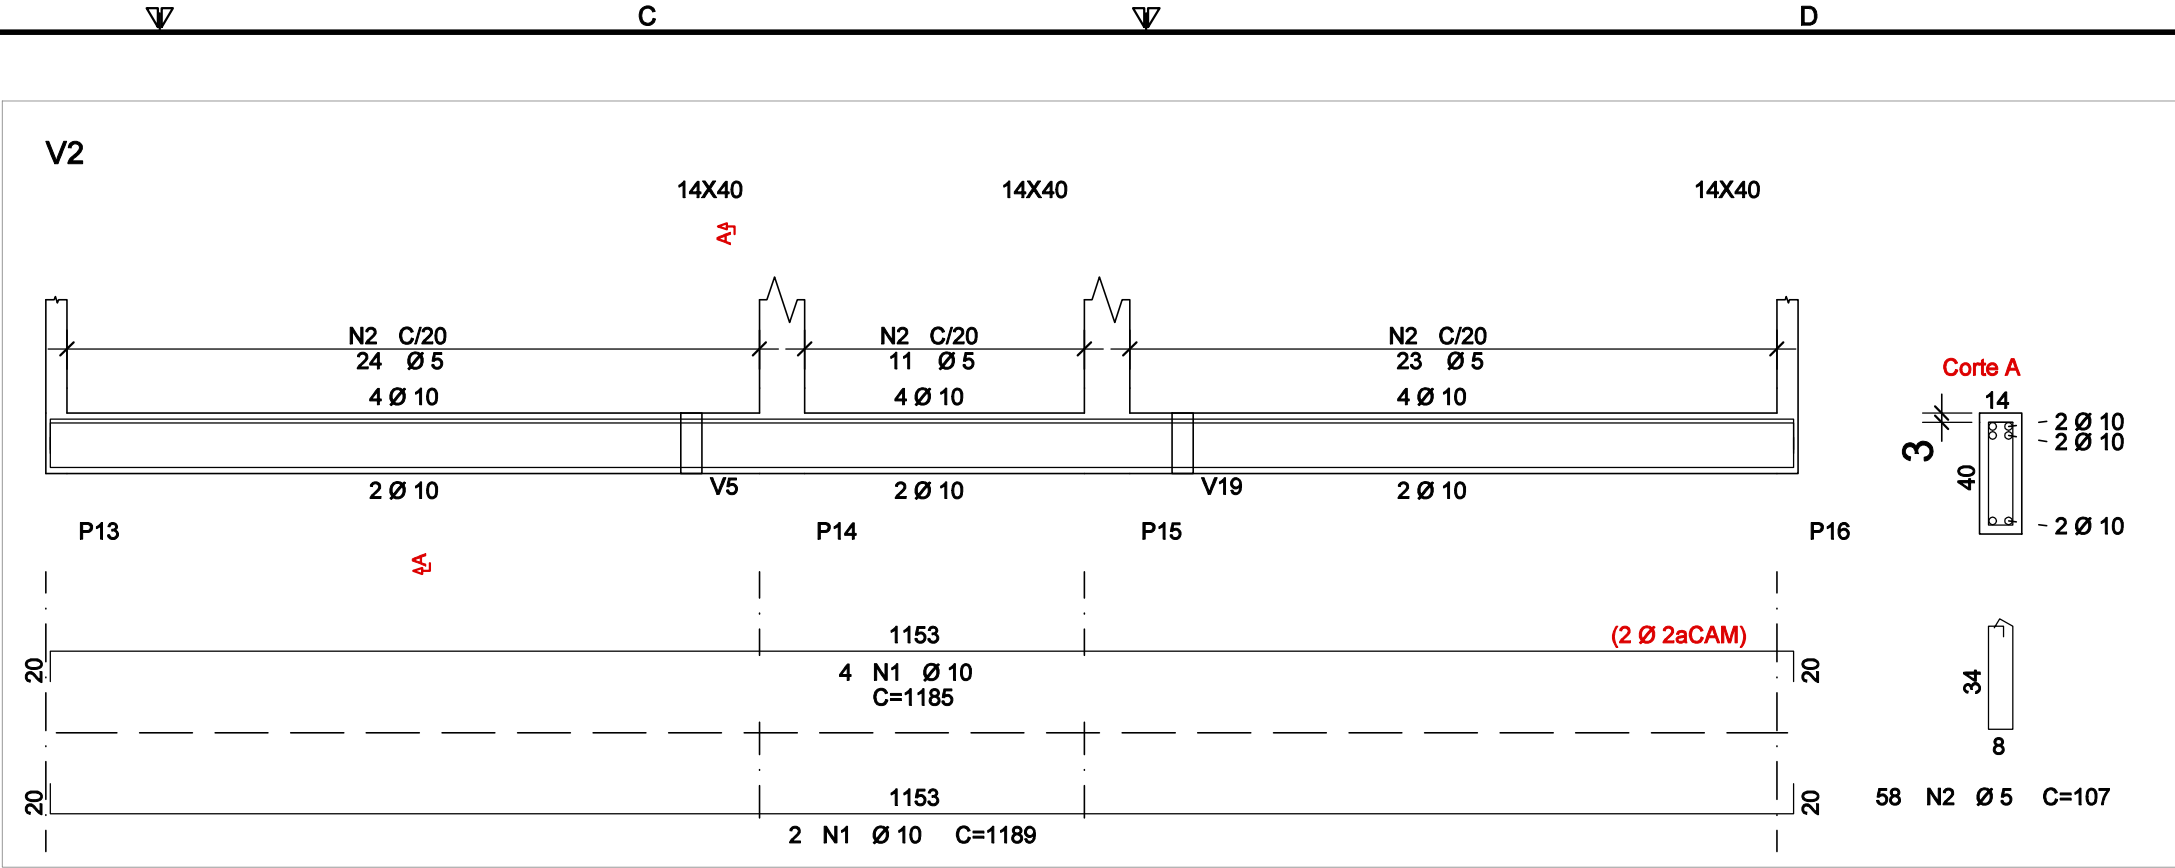 C D
V2
14X40 14X40 14X40
A
N2 C/20 N2 C/20 N2 C/20
24 Ø 5 11 Ø 5 23 Ø 5
4 Ø 10 4 Ø 10 4 Ø 10
2 Ø 10 V5 2 Ø 10 V19 2 Ø 10
P13 P14 P15 P16
A
Corte A
14
3
40
2 Ø 10
2 Ø 10
2 Ø 10
1153 (2 Ø 2aCAM)
20 4 N1 Ø 10 20
C=1185
34
8
1153
20 20
2 N1 Ø 10 C=1189
58 N2 Ø 5 C=107